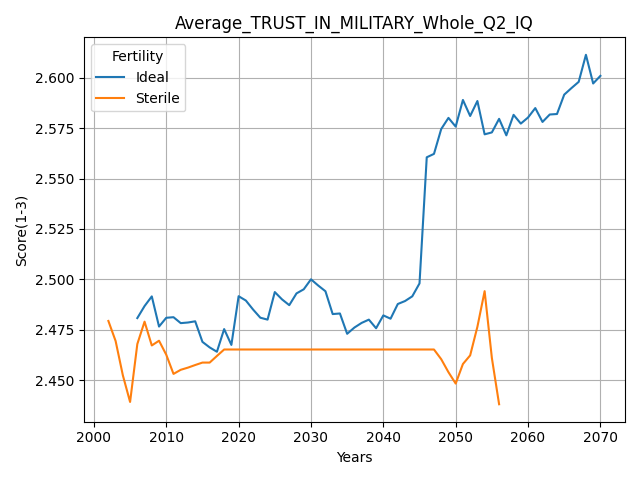 Average_TRUST_IN_MILITARY_Whole_Q2_IQ
Fertility
Ideal
Sterile
Score(1-3)
2.600
2.575
2.550
2.525
2.500
2.475
2.450
2000 2010 2020 2030 2040 2050 2060 2070
Years